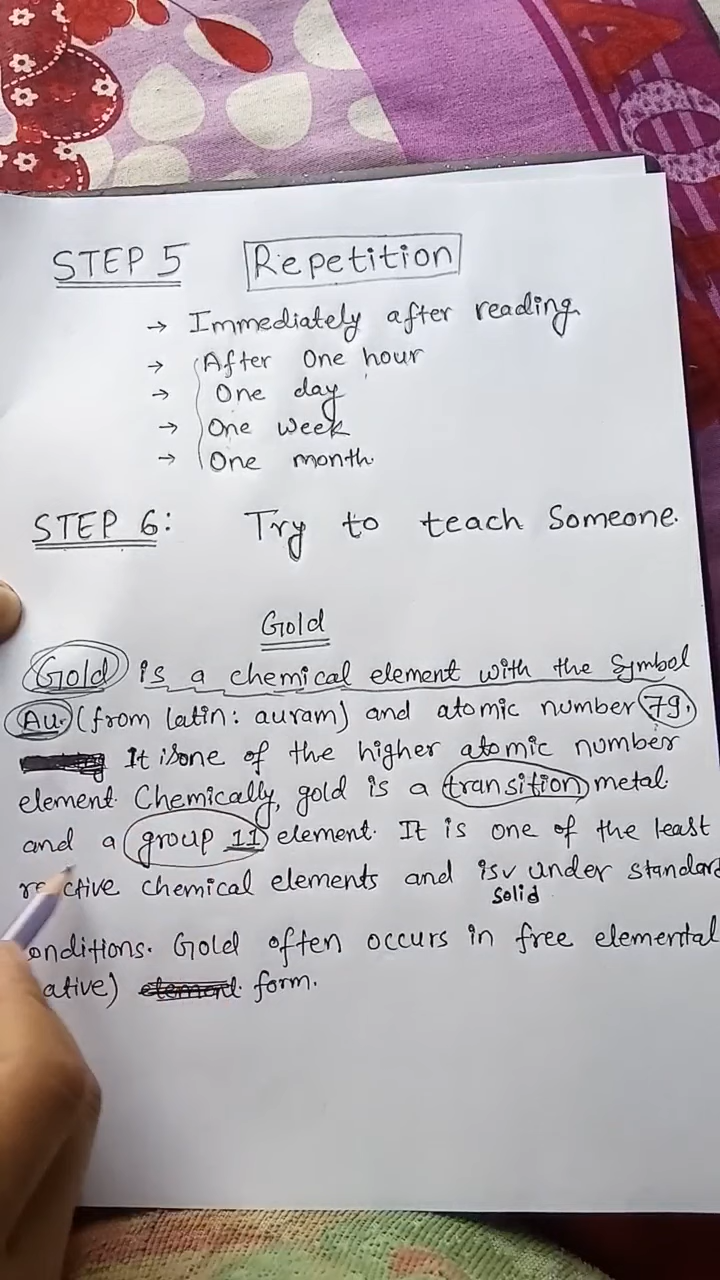 STEP 5 Repetition
→ Immediately after reading.
→ After One hour
→ One day
→ One week
→ One month.
STEP 6: Try to teach Someone.
Gold
Gold is a chemical element with the Symbol
Au. (from latin: auram) and atomic number 79.
It is one of the higher atomic number
element. Chemically, gold is a transition metal.
and a group 11 element. It is one of the least
chemical elements and is solid under standard
onditions. Gold often occurs in free elemental
ative) form.